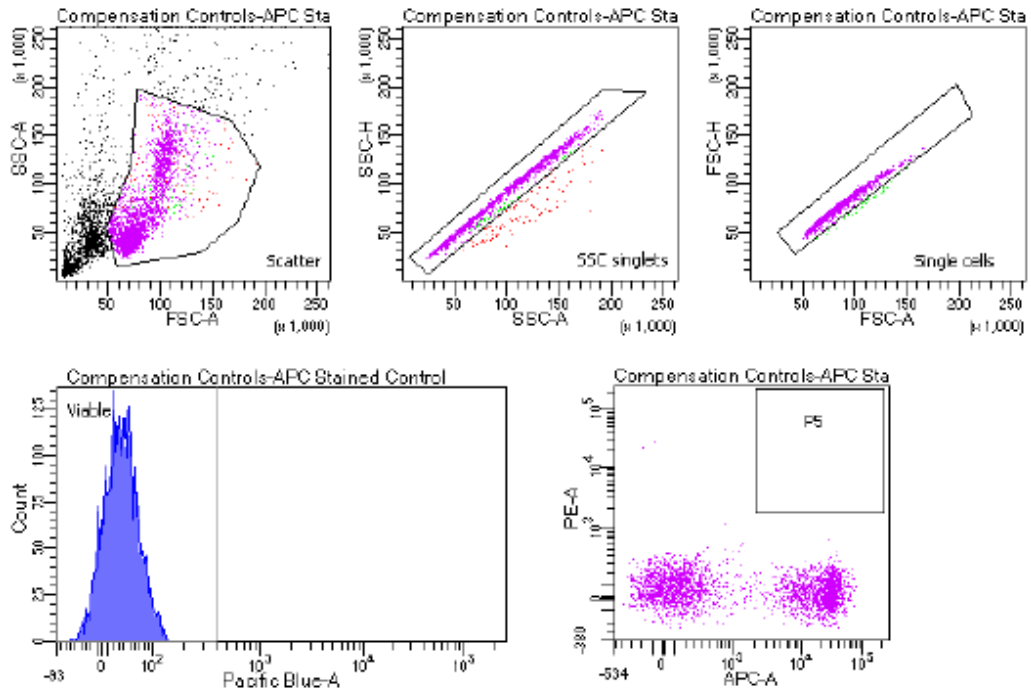 Compensation Controls-APC Sta
(x 1,000)
SSC-A
250
200
150
100
50
Scatter
50 100 150 200 250
FSC-A
(x 1,000)
Compensation Controls-APC Sta
(x 1,000)
SSC-H
250
200
150
100
50
SSC singlets
50 100 150 200 250
SSC-A
(x 1,000)
Compensation Controls-APC Sta
(x 1,000)
FSC-H
250
200
150
100
50
Single cells
50 100 150 200 250
FSC-A
(x 1,000)
Compensation Controls-APC Stained Control
Viable
Count
125
100
75
50
25
0
-83 0 10² 10³ 10⁴ 10⁵
Pacific Blue-A
Compensation Controls-APC Sta
P5
PE-A
10⁵
10⁴
10²
0
-380
-534 0 10³ 10⁴ 10⁵
APC-A